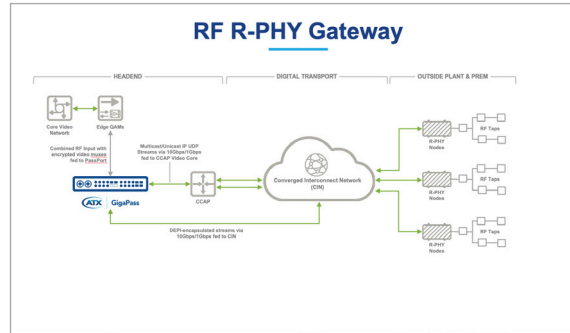 RF R-PHY Gateway
HEADEND
DIGITAL TRANSPORT
OUTSIDE PLANT & PREM
Core Video
Network
Edge QAMs
Combined RF Input with
encrypted video muxes
fed to PassPort
Multicast/Unicast IP UDP
Streams via
10Gbps/1Gbps
fed to CCAP Video Core
ATX
GigaPass
CCAP
Converged Interconnect Network
(CIN)
DEPI-encapsulated streams via
10Gbps/1Gbps fed to CIN
R-PHY
Nodes
RF Taps
R-PHY
Nodes
RF Taps
R-PHY
Nodes
RF Taps